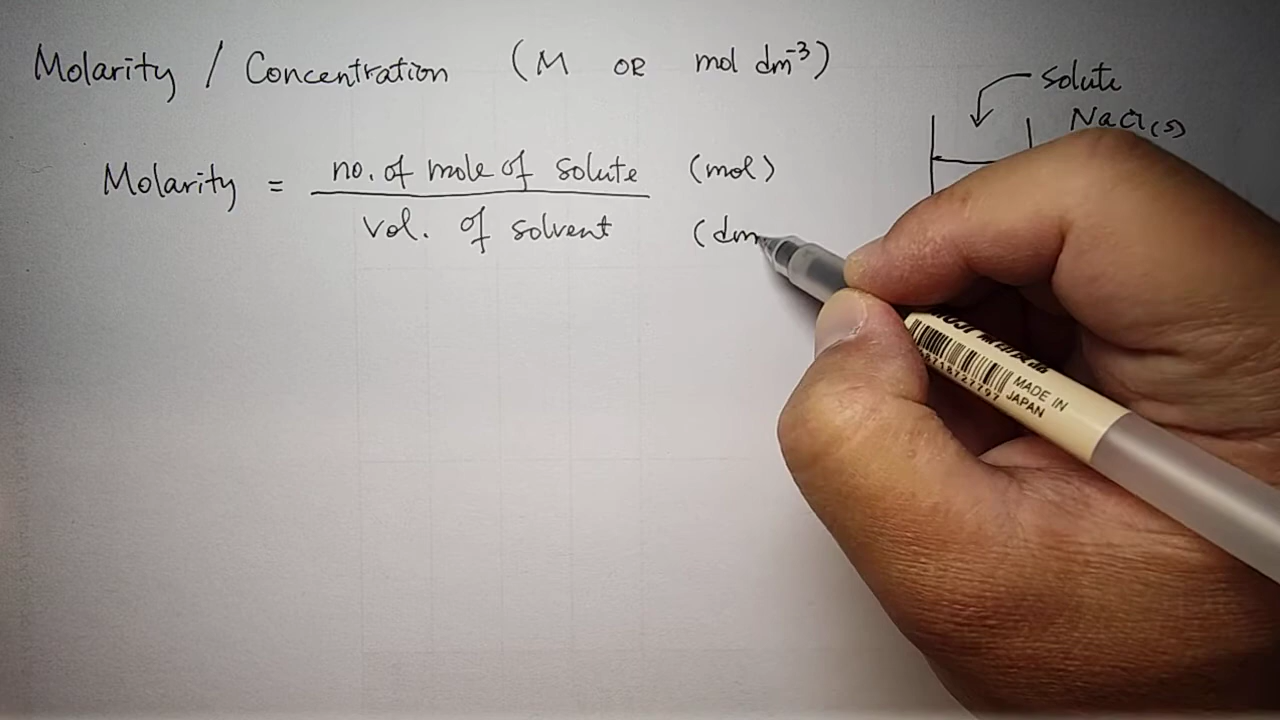 Molarity / Concentration (M OR mol dm⁻³)
solute
NaCl(s)
Molarity = no. of mole of solute (mol)
vol. of solvent (dm
MADE IN
JAPAN